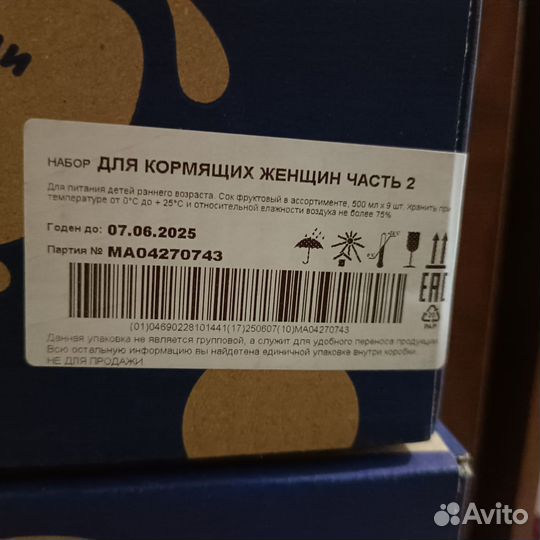 НАБОР ДЛЯ КОРМЯЩИХ ЖЕНЩИН ЧАСТЬ 2
Для питания детей раннего возраста. Сок фруктовый в ассортименте, 500 мл х 9 шт. Хранить при
температуре от 0°С до + 25°С и относительной влажности воздуха не более 75%
Годен до: 07.06.2025
Партия № МА04270743
EAC
PAP
(01)04690228101441(17)250607(10)MA04270743
Данная упаковка не является групповой, а служит для удобного переноса продукции
Всю остальную информацию вы найдете на единичной упаковке внутри коробки.
НЕ ДЛЯ ПРОДАЖИ
Avito